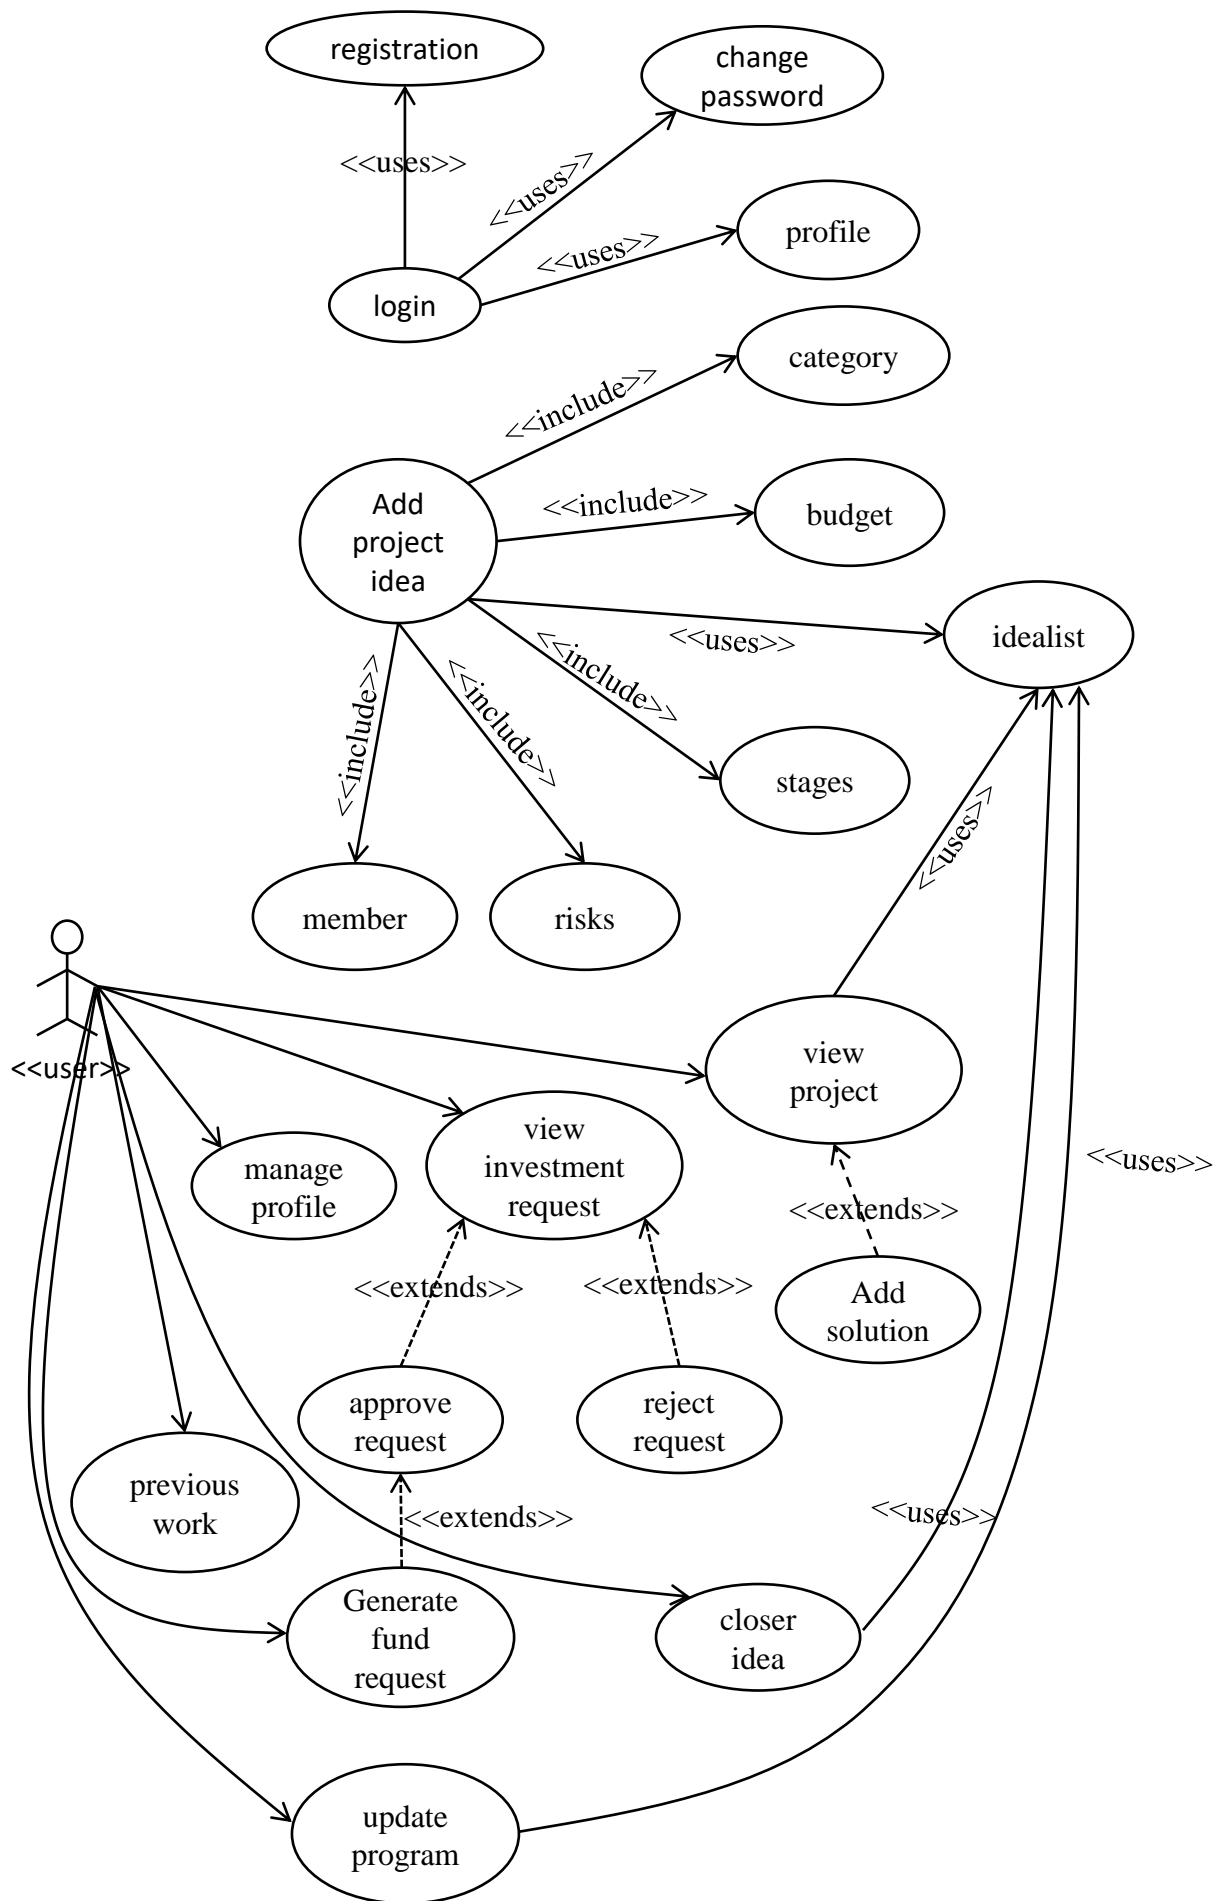 registration
change
password
<<uses>>
<<uses>>
profile
<<uses>>
login
category
<<include>>
Add
project
idea
<<include>>
budget
<<uses>>
idealist
<<include>>
<<include>>
<<include>>
stages
<<uses>>
member
risks
<<user>>
view
project
view
investment
request
manage
profile
<<uses>>
<<extends>>
<<extends>>
<<extends>>
Add
solution
approve
request
reject
request
previous
work
<<extends>>
<<uses>>
Generate
fund
request
closer
idea
update
program